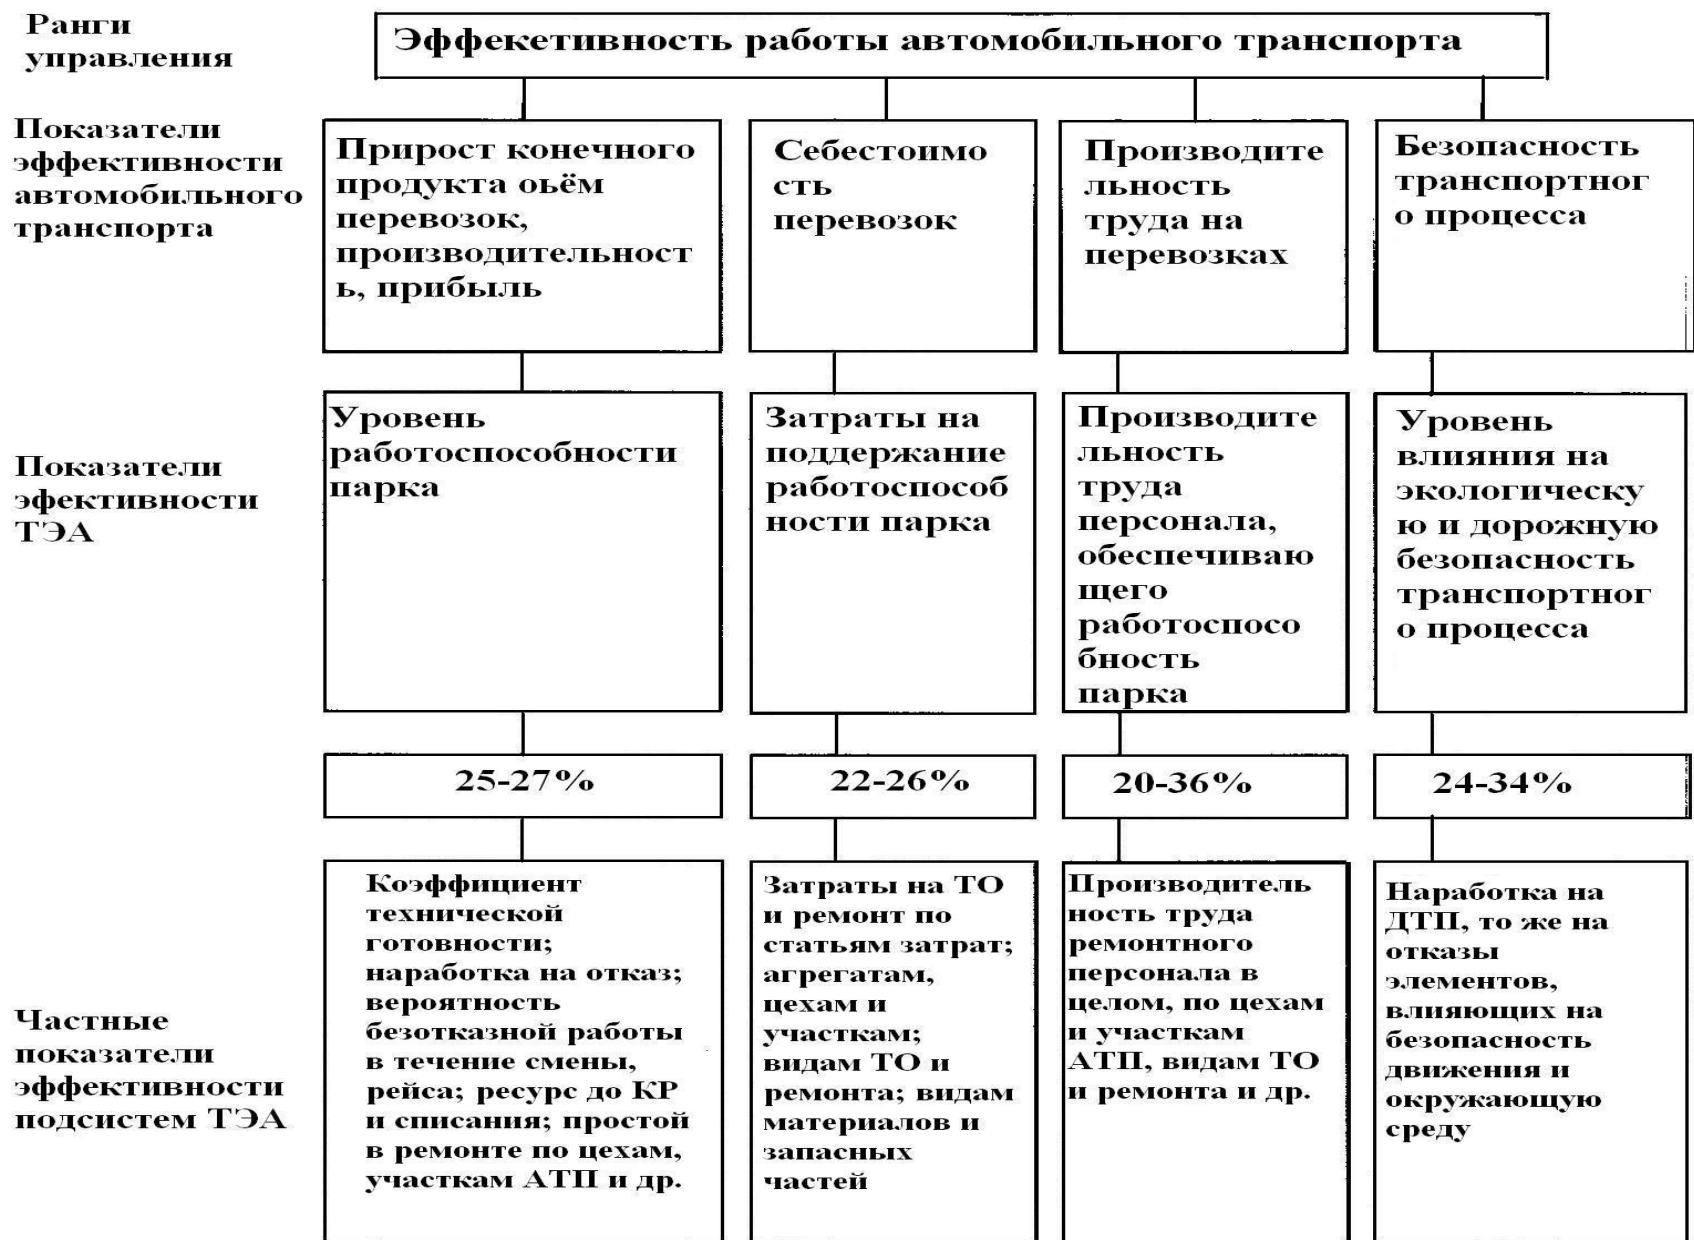 Ранги
управления
Эффекетивность работы автомобильного транспорта
Показатели
эффективности
автомобильного
транспорта
Прирост конечного
продукта оьём
перевозок,
производительност
ь, прибыль
Себестоимо
сть
перевозок
Производите
льность
труда на
перевозках
Безопасность
транспортног
о процесса
Показатели
эфективности
ТЭА
Уровень
работоспособности
парка
Затраты на
поддержание
работоспособ
ности парка
Производите
льность
труда
персонала,
обеспечиваю
щего
работоспосо
бность
парка
Уровень
влияния на
экологическу
ю и дорожную
безопасность
транспортног
о процесса
25-27%
22-26%
20-36%
24-34%
Частные
показатели
эффективности
подсистем ТЭА
Коэффициент
технической
готовности;
наработка на отказ;
вероятность
безотказной работы
в течение смены,
рейса; ресурс до КР
и списания; простой
в ремонте по цехам,
участкам АТП и др.
Затраты на ТО
и ремонт по
статьям затрат;
агрегатам,
цехам и
участкам;
видам ТО и
ремонта; видам
материалов и
запасных
частей
Производитель
ность труда
ремонтного
персонала в
целом, по цехам
и участкам
АТП, видам ТО
и ремонта и др.
Наработка на
ДТП, то же на
отказы
элементов,
влияющих на
безопасность
движения и
окружающую
среду